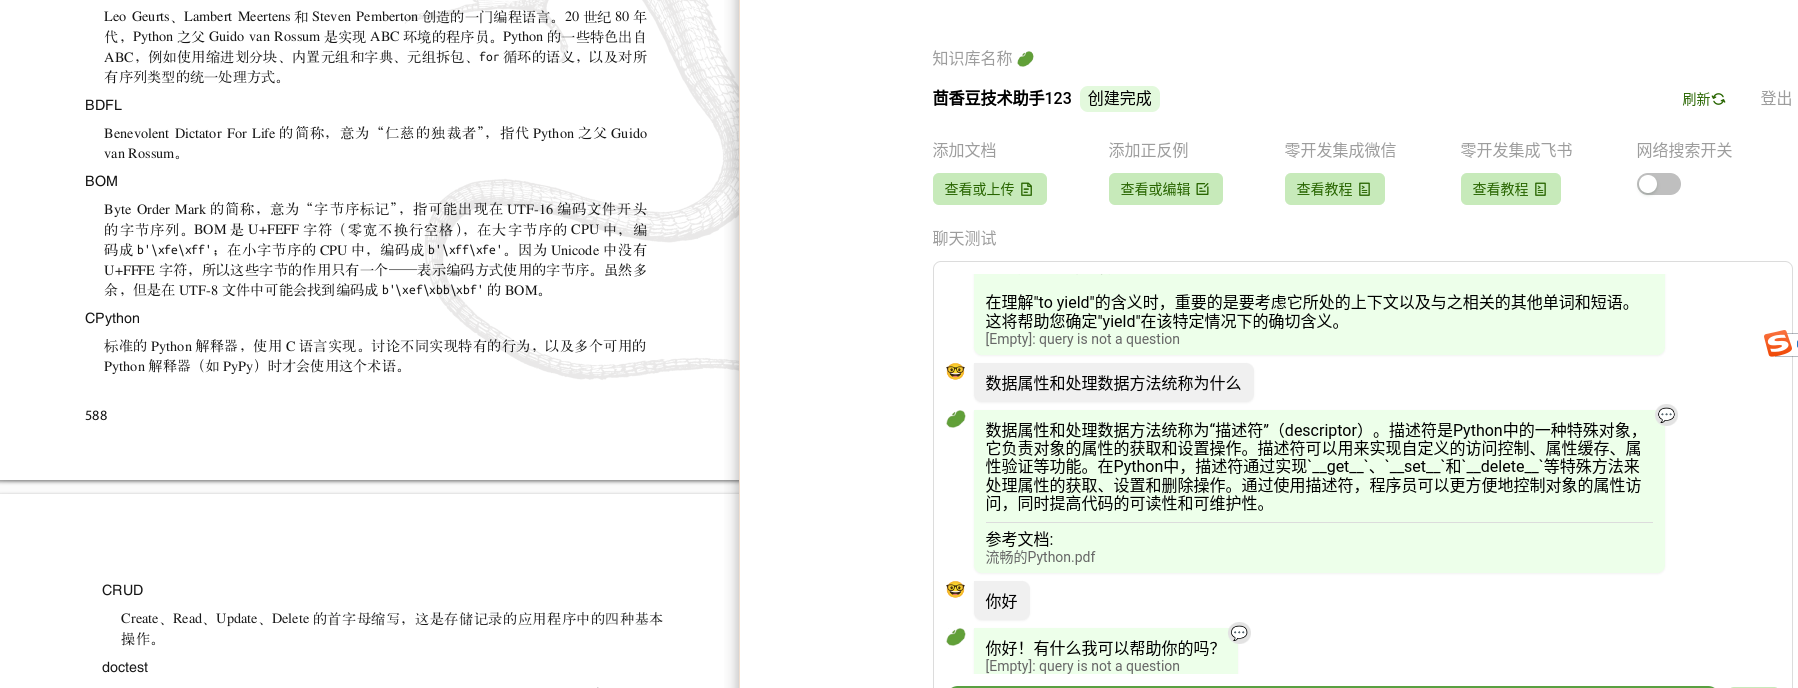 Leo Geurts、Lambert Meertens 和 Steven Pemberton 创造的一门编程语言。20 世纪 80 年
代，Python 之父 Guido van Rossum 是实现 ABC 环境的程序员。Python 的一些特色出自
ABC，例如使用缩进划分块、内置元组和字典、元组拆包、for 循环的语义，以及对所
有序列类型的统一处理方式。
BDFL
Benevolent Dictator For Life 的简称，意为“仁慈的独裁者”，指代 Python 之父 Guido
van Rossum。
BOM
Byte Order Mark 的简称，意为“字节序标记”，指可能出现在 UTF-16 编码文件开头
的字节序列。BOM 是 U+FEFF 字符（零宽不换行空格），在大字节序的 CPU 中，编
码成 b'\xfe\xff'；在小字节序的 CPU 中，编码成 b'\xff\xfe'。因为 Unicode 中没有
U+FFFE 字符，所以这些字节的作用只有一个——表示编码方式使用的字节序。虽然多
余，但是在 UTF-8 文件中可能会找到编码成 b'\xef\xbb\xbf' 的 BOM。
CPython
标准的 Python 解释器，使用 C 语言实现。讨论不同实现特有的行为，以及多个可用的
Python 解释器（如 PyPy）时才会使用这个术语。
588
CRUD
Create、Read、Update、Delete 的首字母缩写，这是存储记录的应用程序中的四种基本
操作。
doctest
知识库名称
茴香豆技术助手123 创建完成
刷新 登出
添加文档 添加正反例 零开发集成微信 零开发集成飞书 网络搜索开关
查看或上传 查看或编辑 查看教程 查看教程
聊天测试
在理解"to yield"的含义时，重要的是要考虑它所处的上下文以及与之相关的其他单词和短语。
这将帮助您确定"yield"在该特定情况下的确切含义。
[Empty]: query is not a question
数据属性和处理数据方法统称为什么
数据属性和处理数据方法统称为“描述符”（descriptor）。描述符是Python中的一种特殊对象，
它负责对象的属性的获取和设置操作。描述符可以用来实现自定义的访问控制、属性缓存、属
性验证等功能。在Python中，描述符通过实现`__get__`、`__set__`和`__delete__`等特殊方法来
处理属性的获取、设置和删除操作。通过使用描述符，程序员可以更方便地控制对象的属性访
问，同时提高代码的可读性和可维护性。
参考文档:
流畅的Python.pdf
你好
你好！有什么我可以帮助你的吗？
[Empty]: query is not a question